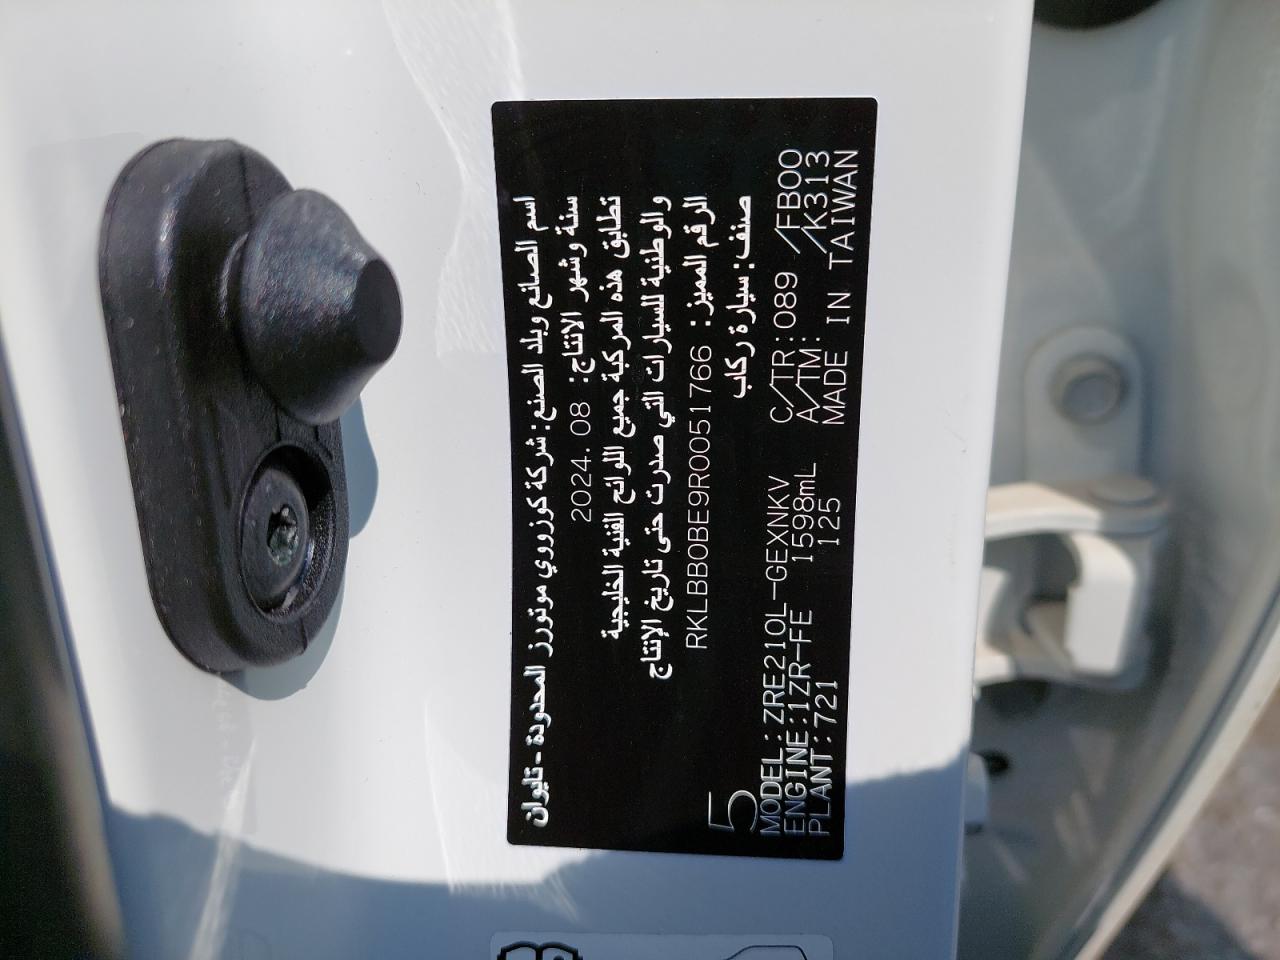 اسم الصانع وبلد الصنع: شركة كوزووي موتورز المحدودة - تايوان
سنة وشهر الانتاج: 2024. 08
تطابق هذه المركبة جميع اللوائح الفنية الخليجية
و الوطنية للسيارات التي صدرت حتى تاريخ الإنتاج
الرقم المميز: RKLBB0BE9R0051766
صنف: سيارة ركاب
5
MODEL:ZRE210L-GEXNKV C/TR:089 /FB00
ENGINE:1ZR-FE 1598mL A/TM: /K313
PLANT:721 125 MADE IN TAIWAN